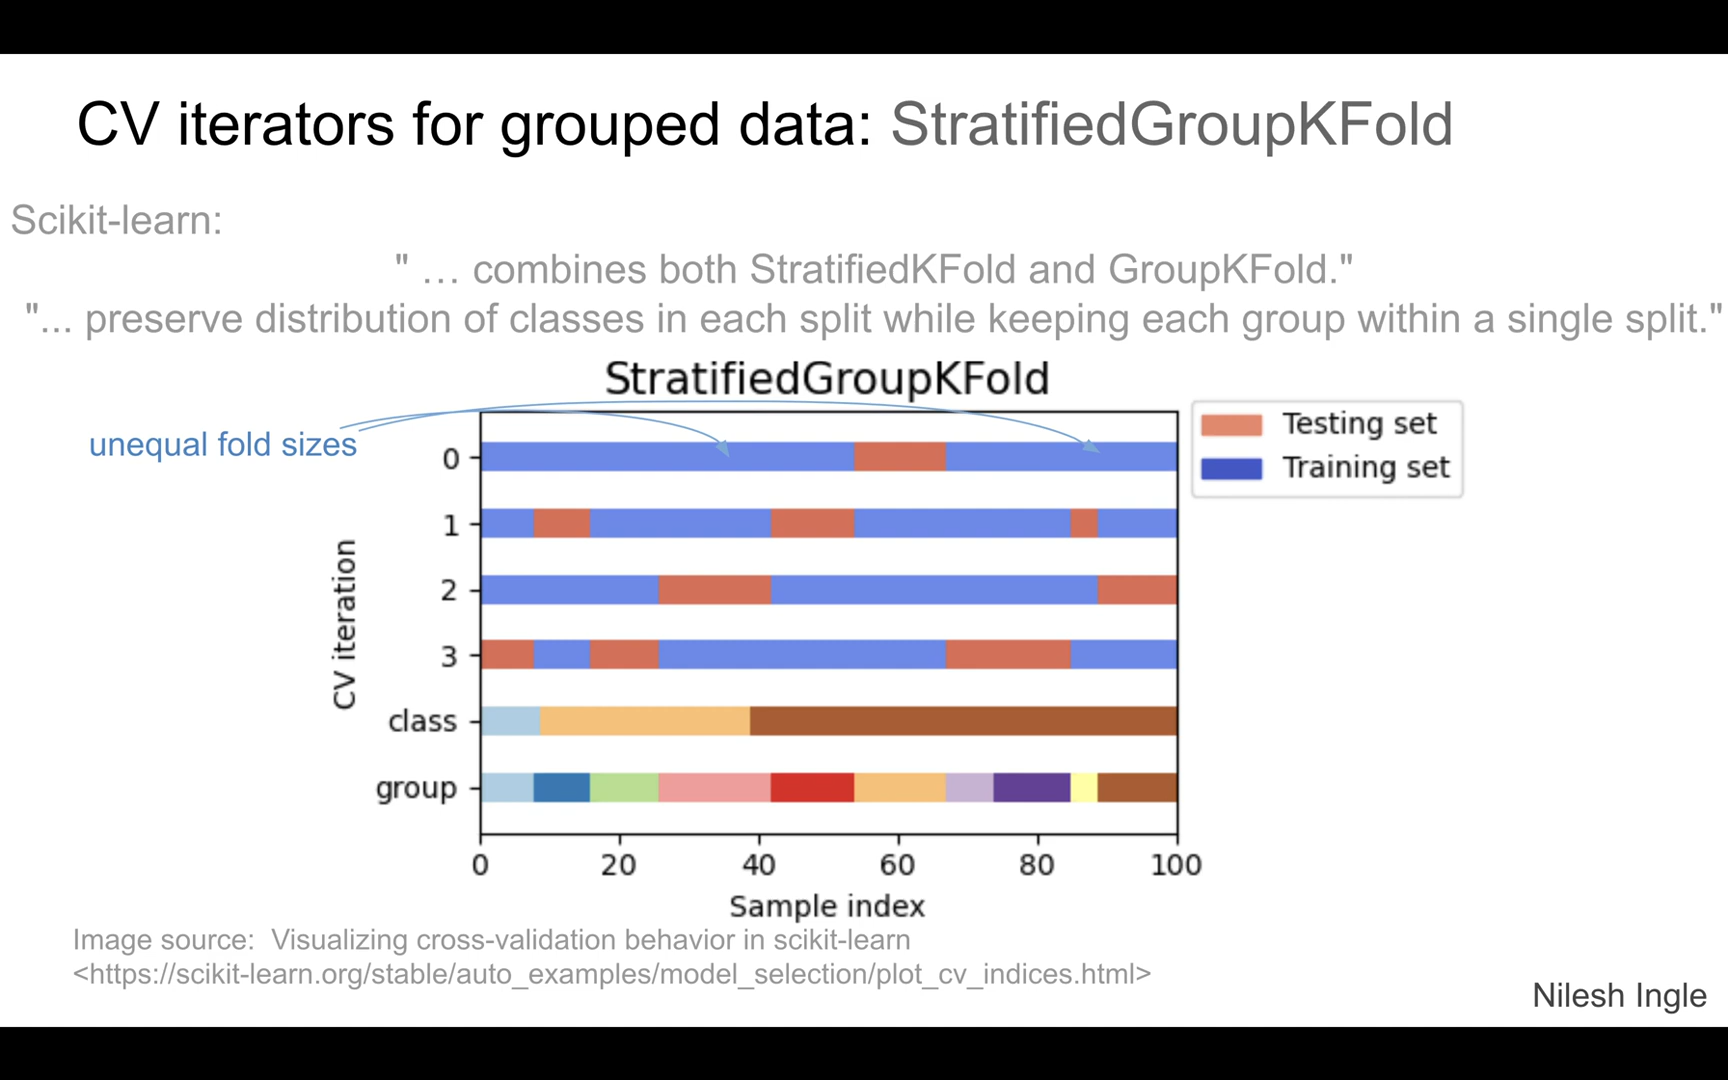 CV iterators for grouped data: StratifiedGroupKFold
Scikit-learn:
" … combines both StratifiedKFold and GroupKFold."
"... preserve distribution of classes in each split while keeping each group within a single split."
StratifiedGroupKFold
unequal fold sizes
Testing set
Training set
CV iteration
0
1
2
3
class
group
0 20 40 60 80 100
Sample index
Image source:  Visualizing cross-validation behavior in scikit-learn
<https://scikit-learn.org/stable/auto_examples/model_selection/plot_cv_indices.html>
Nilesh Ingle